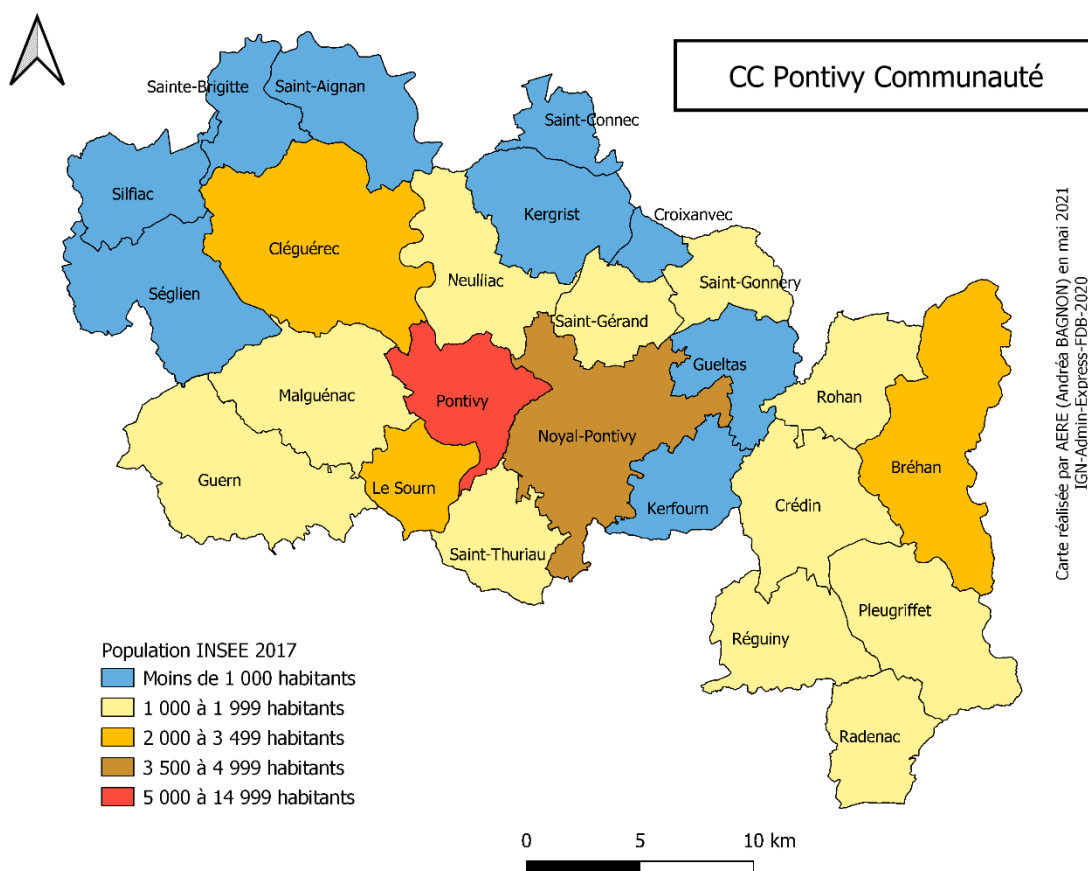 CC Pontivy Communauté
Sainte-Brigitte
Saint-Aignan
Saint-Connec
Silfiac
Kergrist
Croixanvec
Cléguérec
Neulliac
Saint-Gonnery
Séglien
Saint-Gérand
Gueltas
Malguénac
Pontivy
Rohan
Noyal-Pontivy
Bréhan
Guern
Le Sourn
Kerfourn
Crédin
Saint-Thuriau
Pleugriffet
Réguiny
Radenac
Carte réalisée par AERE (Andréa BAGNON) en mai 2021
IGN-Admin-Express-FDB-2020
Population INSEE 2017
Moins de 1 000 habitants
1 000 à 1 999 habitants
2 000 à 3 499 habitants
3 500 à 4 999 habitants
5 000 à 14 999 habitants
0 5 10 km